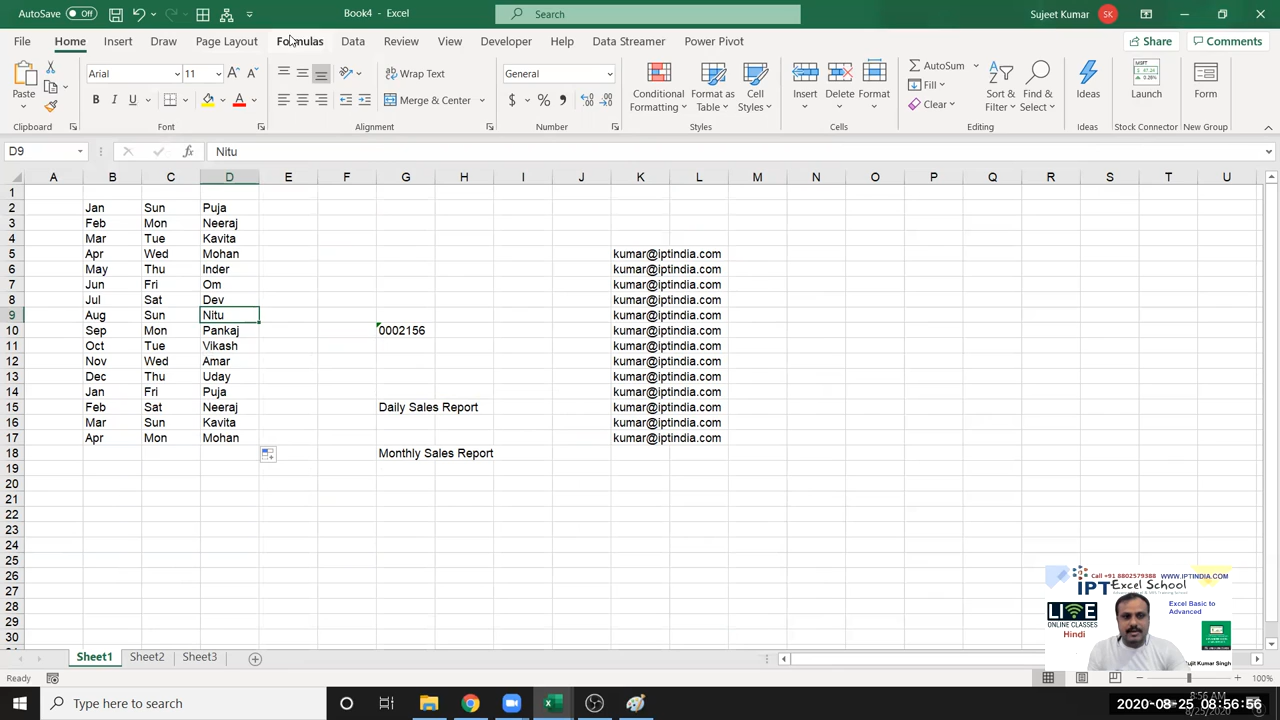 AutoSave Off Book4 - Excel Search Sujeet Kumar SK
File Home Insert Draw Page Layout Formulas Data Review View Developer Help Data Streamer Power Pivot Share Comments
Paste Arial 11 Wrap Text General AutoSum
Conditional Formatting Format as Table Cell Styles Insert Delete Format Fill Sort & Filter Find & Select Ideas Launch Form
B I U Merge & Center $ % Clear
Clipboard Font Alignment Number Styles Cells Editing Ideas Stock Connector New Group
D9 fx Nitu
A B C D E F G H I J K L M N O P Q R S T U
1
2 Jan Sun Puja
3 Feb Mon Neeraj
4 Mar Tue Kavita
5 Apr Wed Mohan kumar@iptindia.com
6 May Thu Inder kumar@iptindia.com
7 Jun Fri Om kumar@iptindia.com
8 Jul Sat Dev kumar@iptindia.com
9 Aug Sun Nitu kumar@iptindia.com
10 Sep Mon Pankaj 0002156 kumar@iptindia.com
11 Oct Tue Vikash kumar@iptindia.com
12 Nov Wed Amar kumar@iptindia.com
13 Dec Thu Uday kumar@iptindia.com
14 Jan Fri Puja kumar@iptindia.com
15 Feb Sat Neeraj Daily Sales Report kumar@iptindia.com
16 Mar Sun Kavita kumar@iptindia.com
17 Apr Mon Mohan kumar@iptindia.com
18 Monthly Sales Report
19
20
21
22
23
24
25
26
27
28
29
30
Call +91 8802579388 WWW.IPTINDIA.COM
IPT Excel School
LIVE
ONLINE CLASSES
Hindi
Excel Basic to
Advanced
Sujit Kumar Singh
Sheet1 Sheet2 Sheet3
Ready 100%
Type here to search
8:56 AM
8/25/2020
2020-08-25 08:56:56